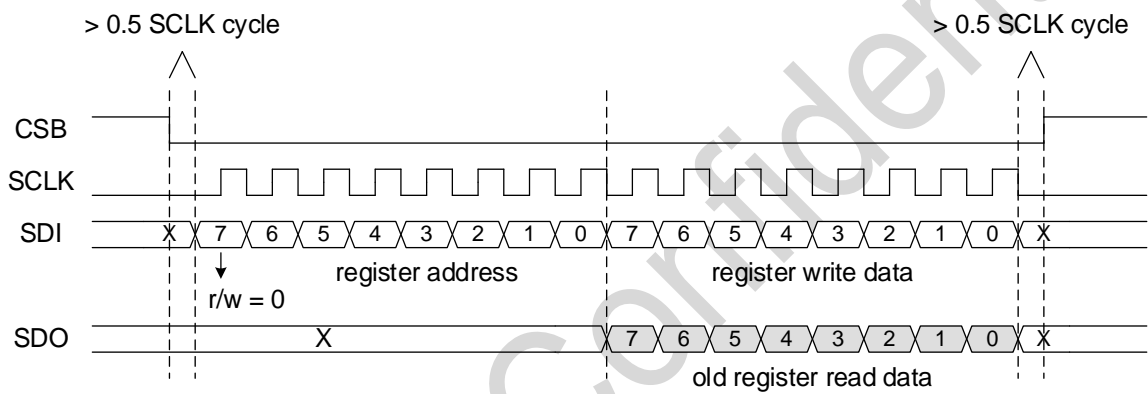 > 0.5 SCLK cycle > 0.5 SCLK cycle
CSB
SCLK
SDI X 7 6 5 4 3 2 1 0 7 6 5 4 3 2 1 0 X
register address register write data
r/w = 0
SDO X 7 6 5 4 3 2 1 0 X
old register read data
Confiden